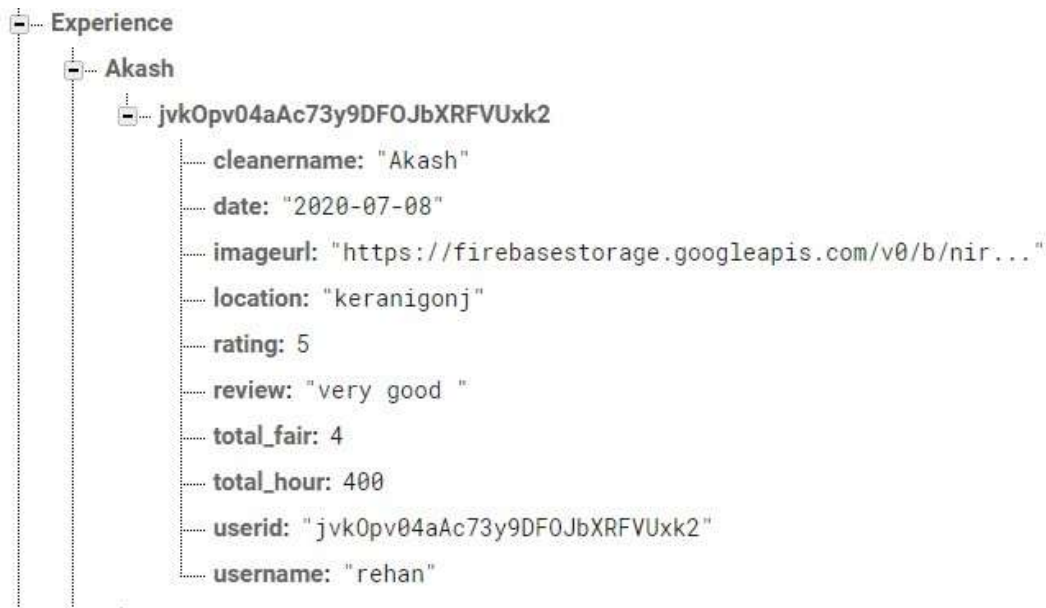 Experience
Akash
jvkOpv04aAc73y9DFOJbXRFVUxk2
cleanername: "Akash"
date: "2020-07-08"
imageurl: "https://firebasestorage.googleapis.com/v0/b/nir..."
location: "keranigonj"
rating: 5
review: "very good "
total_fair: 4
total_hour: 400
userid: "jvkOpv04aAc73y9DFOJbXRFVUxk2"
username: "rehan"